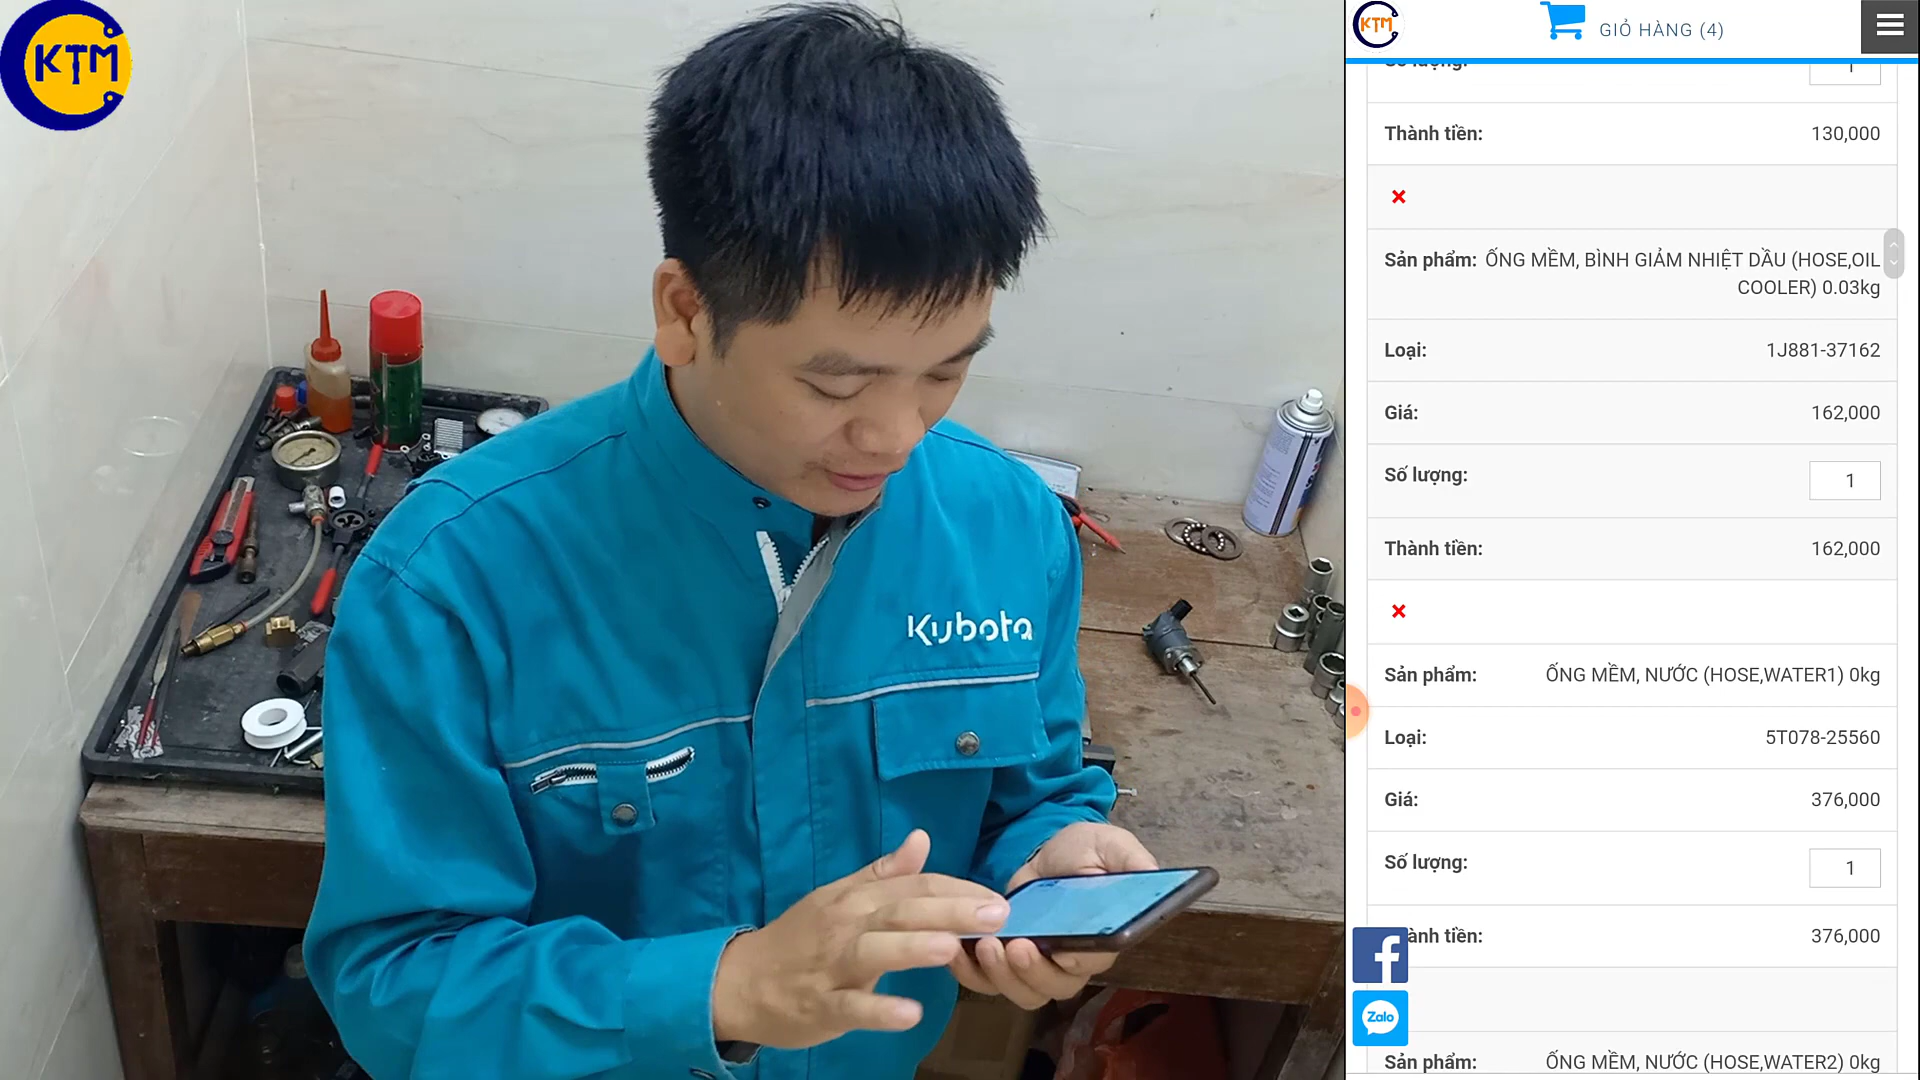 KTM
Kubota
KTM
GIỎ HÀNG (4)
Số lượng:
1
Thành tiền:
130,000
Sản phẩm:
ỐNG MỀM, BÌNH GIẢM NHIỆT DẦU (HOSE,OIL
COOLER) 0.03kg
Loại:
1J881-37162
Giá:
162,000
Số lượng:
1
Thành tiền:
162,000
Sản phẩm:
ỐNG MỀM, NƯỚC (HOSE,WATER1) 0kg
Loại:
5T078-25560
Giá:
376,000
Số lượng:
1
ành tiền:
376,000
Zalo
Sản phẩm:
ỐNG MỀM, NƯỚC (HOSE,WATER2) 0kg